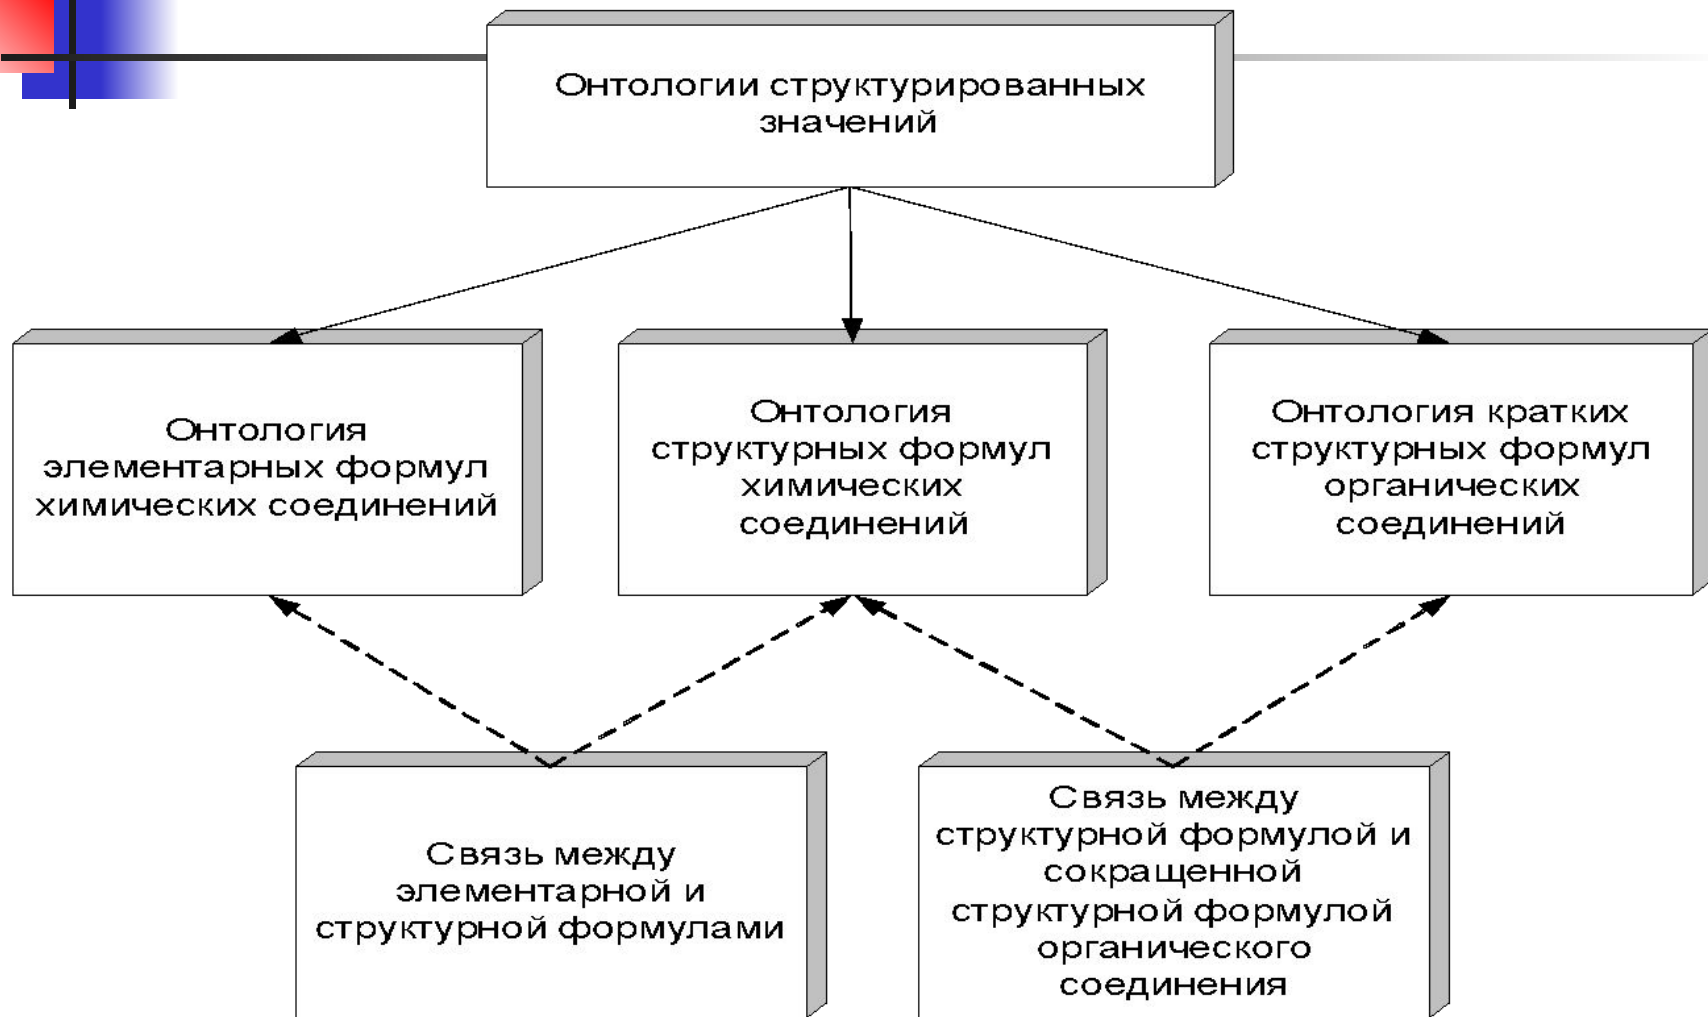 Онтологии структурированных
значений
Онтология
элементарных формул
химических соединений
Онтология
структурных формул
химических
соединений
Онтология кратких
структурных формул
органических
соединений
Связь между
элементарной и
структурной формулами
Связь между
структурной формулой и
сокращенной
структурной формулой
органического
соединения